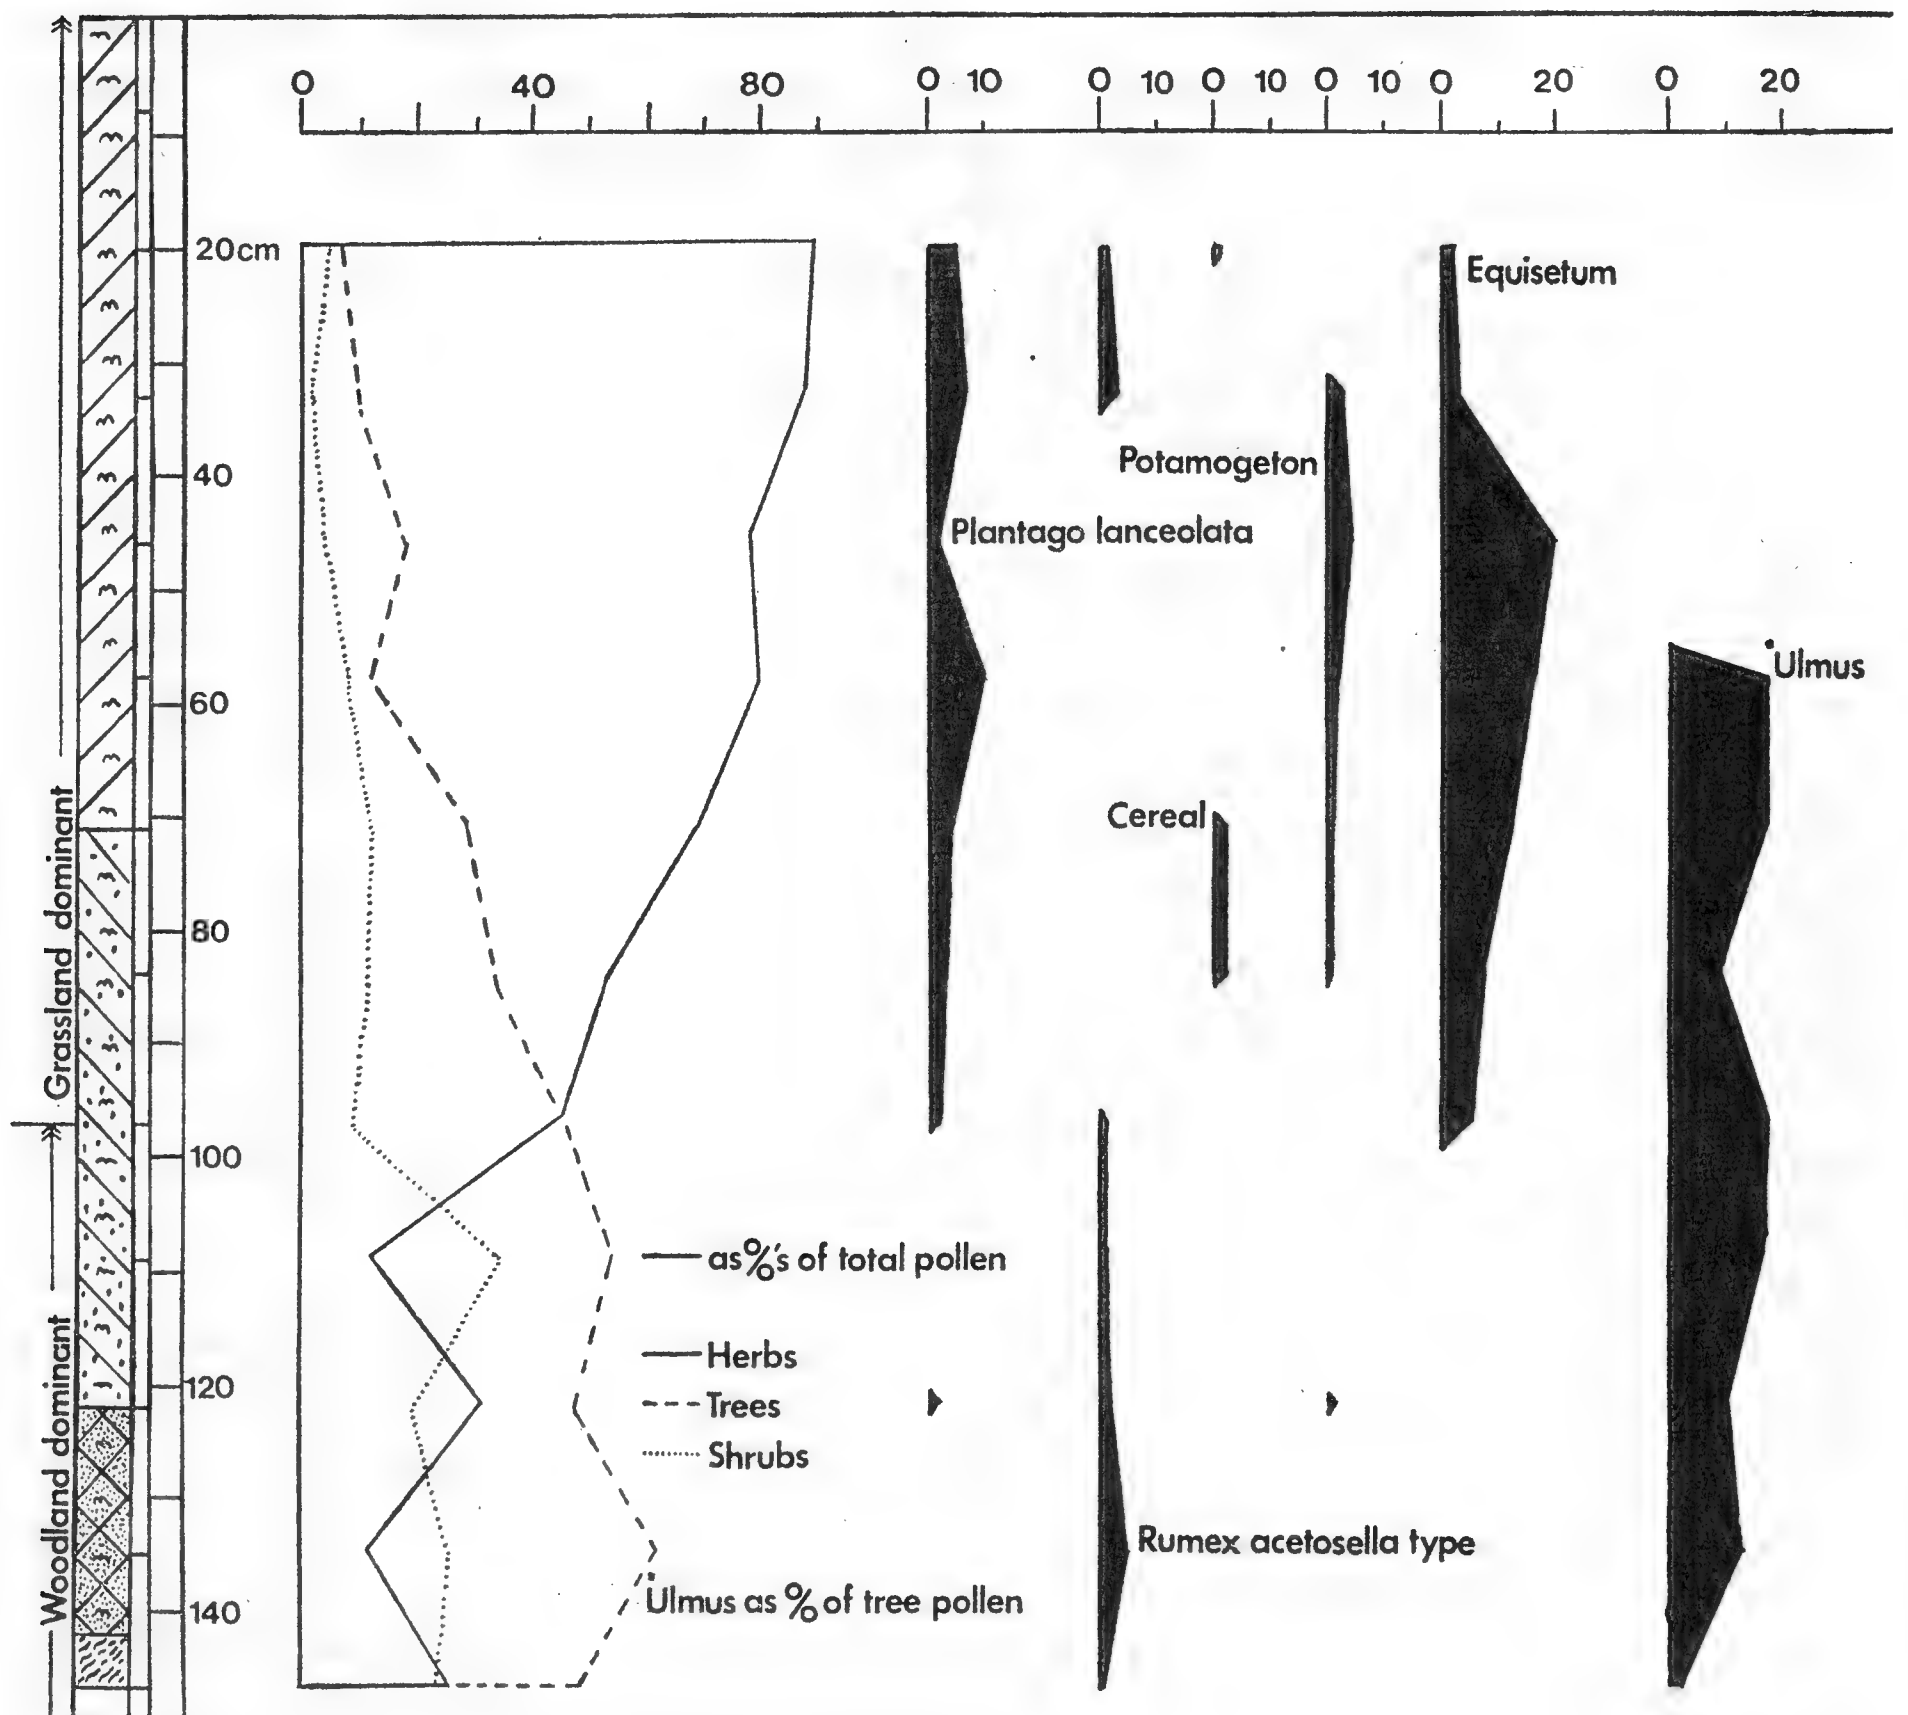 0 40 80 0 10 0 10 0 10 0 10 0 20 0 20
20cm
Equisetum
Potamogeton
40
Plantago lanceolata
Ulmus
60
Cereal
Grassland dominant
80
100
as%'s of total pollen
Herbs
Trees
Shrubs
120
Woodland dominant
Rumex acetosella type
Ulmus as % of tree pollen
140